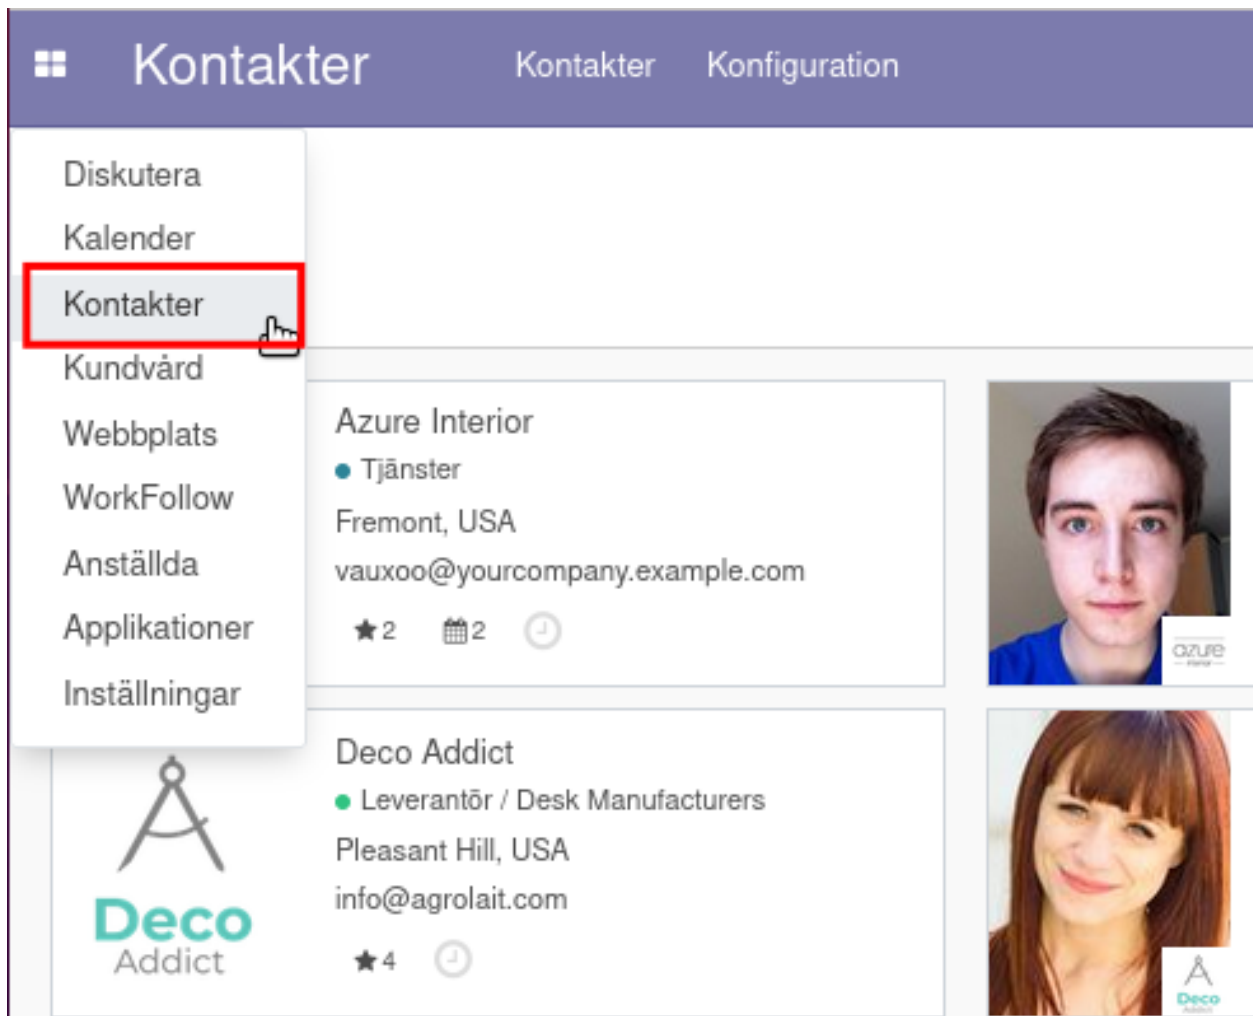 Kontakter Kontakter Konfiguration
Diskutera
Kalender
Kontakter
Kundvård
Webbplats
WorkFollow
Anställda
Applikationer
Inställningar
Azure Interior
Tjänster
Fremont, USA
vauxoo@yourcompany.example.com
2 2
azure
interior
Deco Addict
Leverantör / Desk Manufacturers
Pleasant Hill, USA
info@agrolait.com
4
Deco
Addict
Deco
Addict